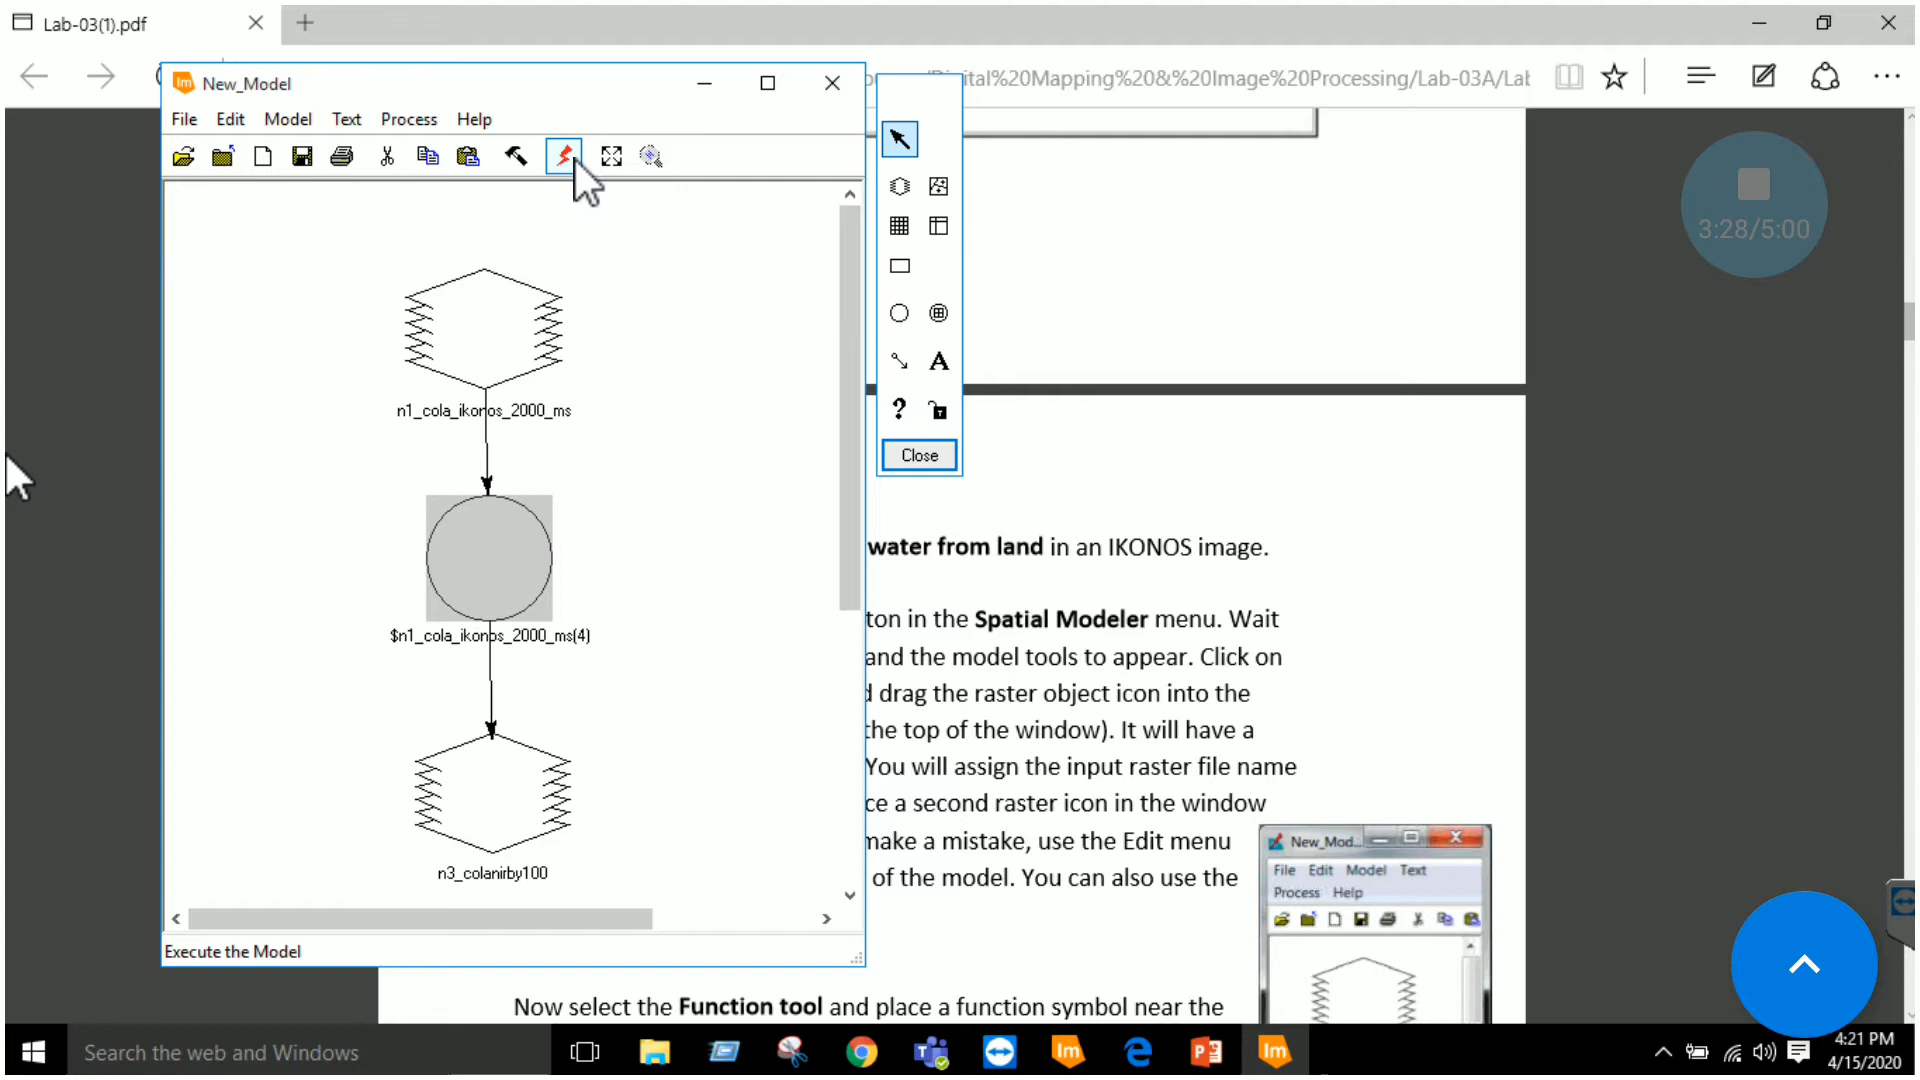 Lab-03(1).pdf
/Digital%20Mapping%20&%20Image%20Processing/Lab-03A/Lab
Im New_Model
File Edit Model Text Process Help
3:28/5:00
n1_cola_ikonos_2000_ms
A
?
Close
$n1_cola_ikonos_2000_ms(4)
n3_colanirby100
Execute the Model
water from land in an IKONOS image.
ton in the Spatial Modeler menu. Wait
and the model tools to appear. Click on
d drag the raster object icon into the
the top of the window). It will have a
You will assign the input raster file name
ce a second raster icon in the window
make a mistake, use the Edit menu
of the model. You can also use the
New_Mod...
File Edit Model Text
Process Help
Now select the Function tool and place a function symbol near the
Search the web and Windows
Im
Im
4:21 PM
4/15/2020